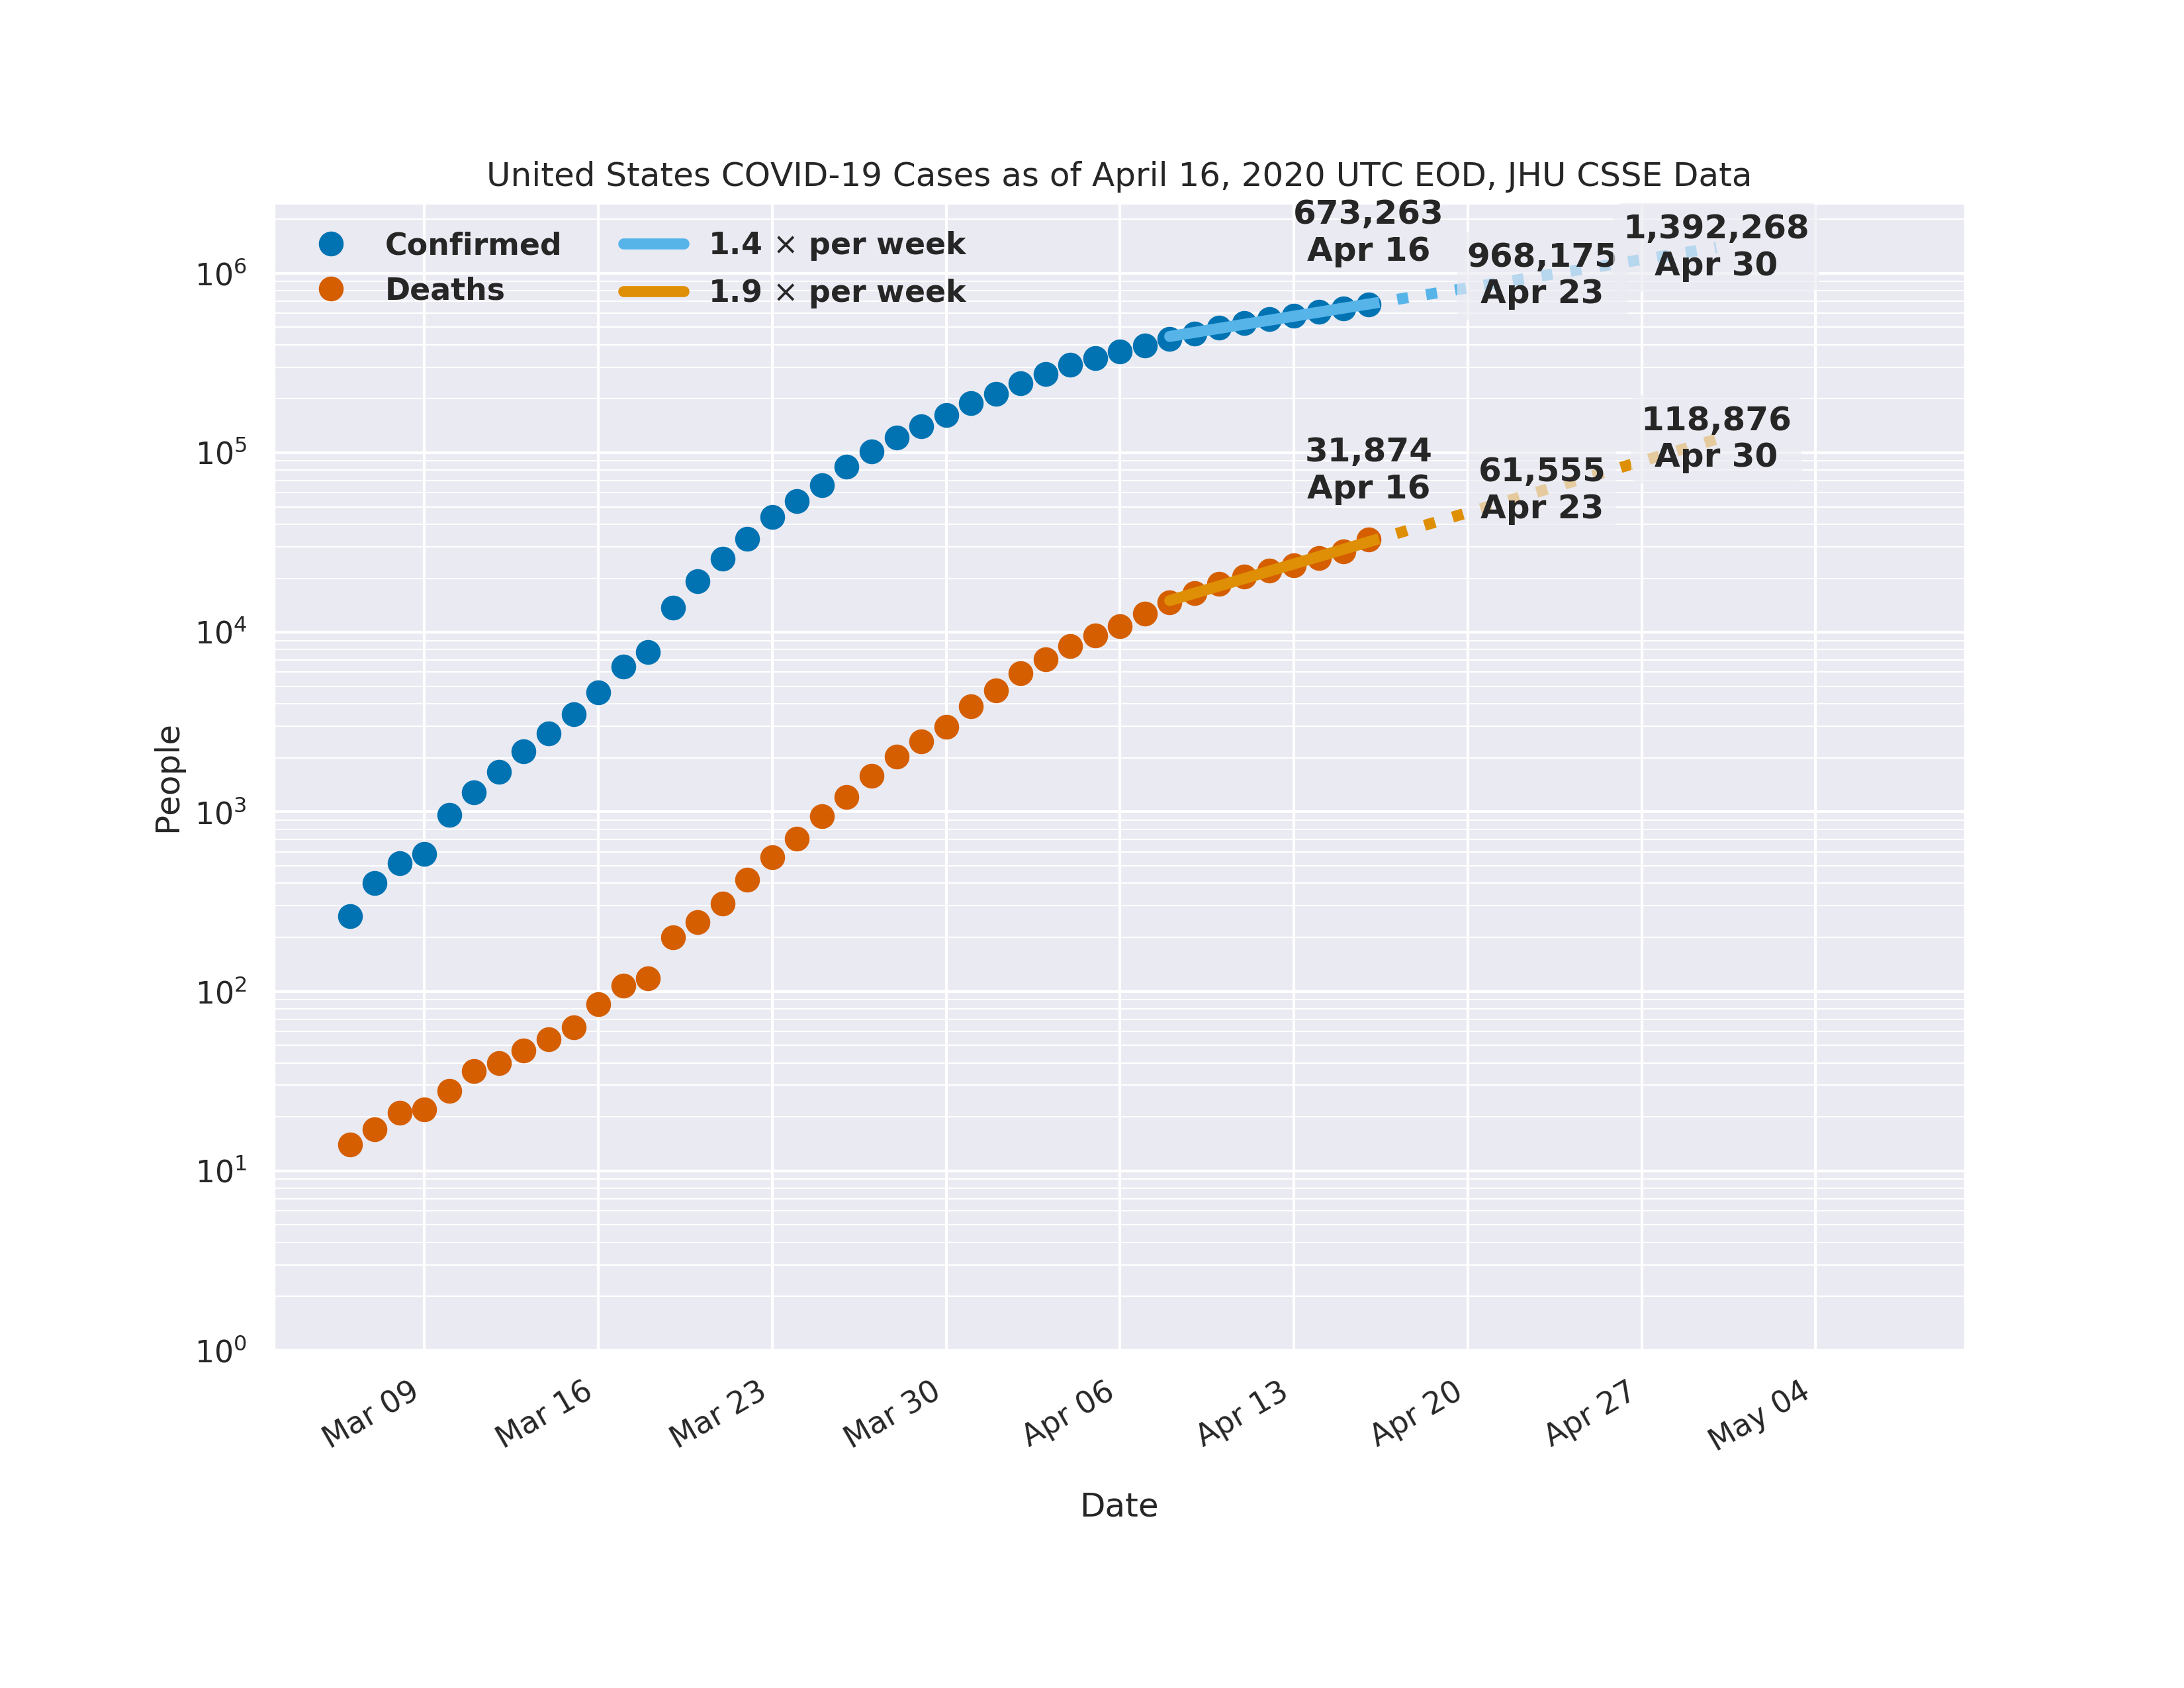 United States COVID-19 Cases as of April 16, 2020 UTC EOD, JHU CSSE Data
Confirmed
Deaths
1.4 × per week
1.9 × per week
673,263
Apr 16
968,175
Apr 23
1,392,268
Apr 30
31,874
Apr 16
61,555
Apr 23
118,876
Apr 30
People
10⁶
10⁵
10⁴
10³
10²
10¹
10⁰
Mar 09
Mar 16
Mar 23
Mar 30
Apr 06
Apr 13
Apr 20
Apr 27
May 04
Date